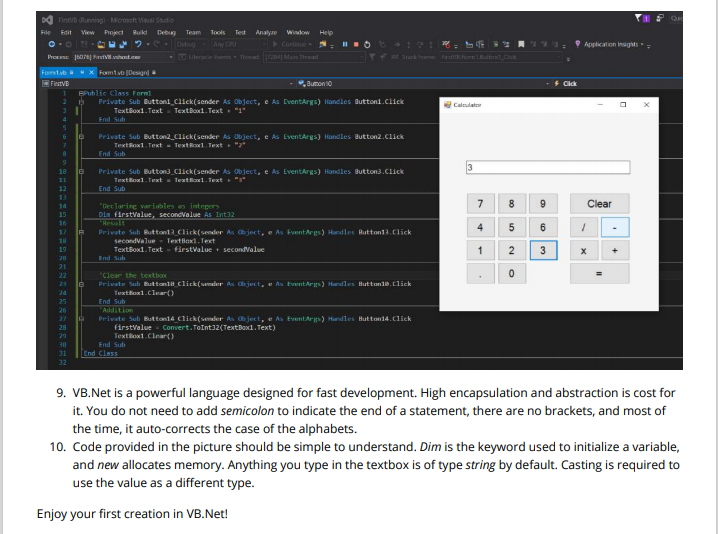 FirstVB (Running) - Microsoft Visual Studio
File Edit View Project Build Debug Team Tools Test Analyze Window Help
Debug Any CPU Continue Application Insights
Process: [6076] FirstVB.vshost.exe Lifecycle Events Thread: Main Thread Stack Frame:
Form1.vb Form1.vb [Design]
FirstVB Button10 Click
1 Public Class Form1
2 Private Sub Button1_Click(sender As Object, e As EventArgs) Handles Button1.Click
3 TextBox1.Text = TextBox1.Text + "1"
4 End Sub
5
6 Private Sub Button2_Click(sender As Object, e As EventArgs) Handles Button2.Click
7 TextBox1.Text = TextBox1.Text + "2"
8 End Sub
9
10 Private Sub Button3_Click(sender As Object, e As EventArgs) Handles Button3.Click
11 TextBox1.Text = TextBox1.Text + "3"
12 End Sub
13
14 'Declaring variables as integers
15 Dim firstValue, secondValue As Int32
16 'Result
17 Private Sub Button13_Click(sender As Object, e As EventArgs) Handles Button13.Click
18 secondValue = TextBox1.Text
19 TextBox1.Text = firstValue + secondValue
20 End Sub
21
22 'Clear the textbox
23 Private Sub Button10_Click(sender As Object, e As EventArgs) Handles Button10.Click
24 TextBox1.Clear()
25 End Sub
26 'Addition
27 Private Sub Button14_Click(sender As Object, e As EventArgs) Handles Button14.Click
28 firstValue = Convert.ToInt32(TextBox1.Text)
29 TextBox1.Clear()
30 End Sub
31 End Class
32
Calculator
3
7 8 9 Clear
4 5 6 / -
1 2 3 x +
. 0 =
9. VB.Net is a powerful language designed for fast development. High encapsulation and abstraction is cost for
it. You do not need to add semicolon to indicate the end of a statement, there are no brackets, and most of
the time, it auto-corrects the case of the alphabets.
10. Code provided in the picture should be simple to understand. Dim is the keyword used to initialize a variable,
and new allocates memory. Anything you type in the textbox is of type string by default. Casting is required to
use the value as a different type.
Enjoy your first creation in VB.Net!